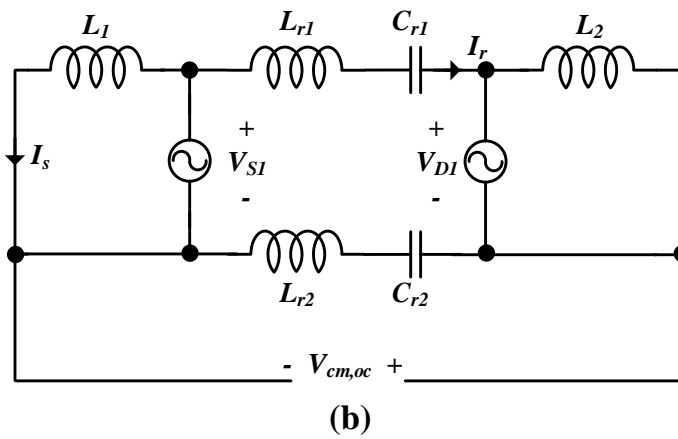 L1 Lr1 Cr1 Ir L2
+ +
Is VS1 VD1
- -
Lr2 Cr2
- Vcm,oc +
(b)